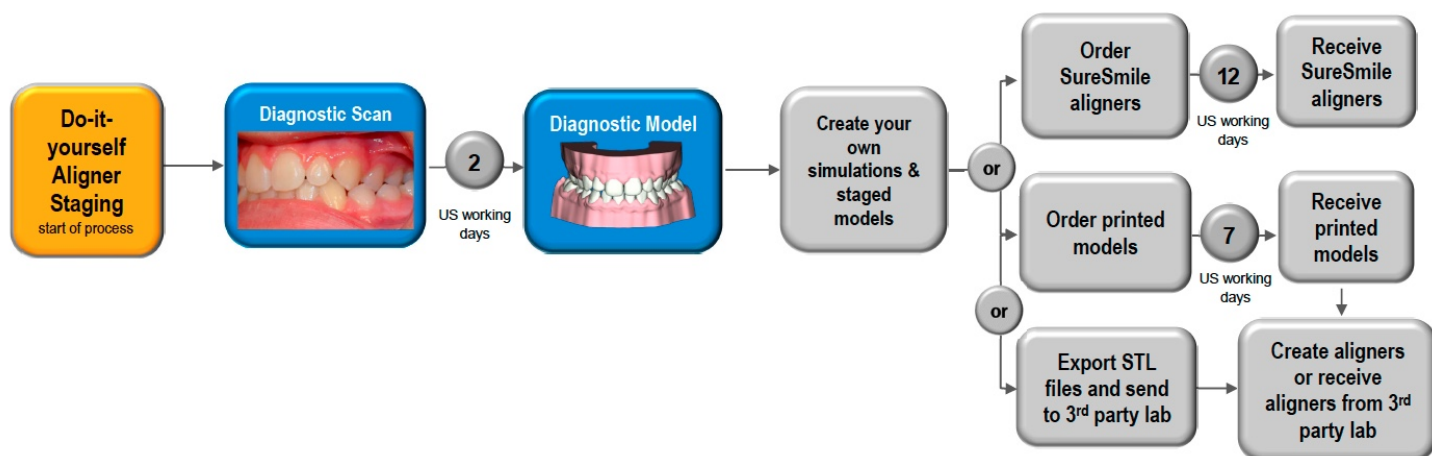 Do-it-
yourself
Aligner
Staging
start of process
Diagnostic Scan
2
US working
days
Diagnostic Model
Create your
own
simulations &
staged
models
or
or
Order
SureSmile
aligners
12
US working
days
Receive
SureSmile
aligners
Order printed
models
7
US working
days
Receive
printed
models
Export STL
files and send
to 3rd party lab
Create aligners
or receive
aligners from 3rd
party lab